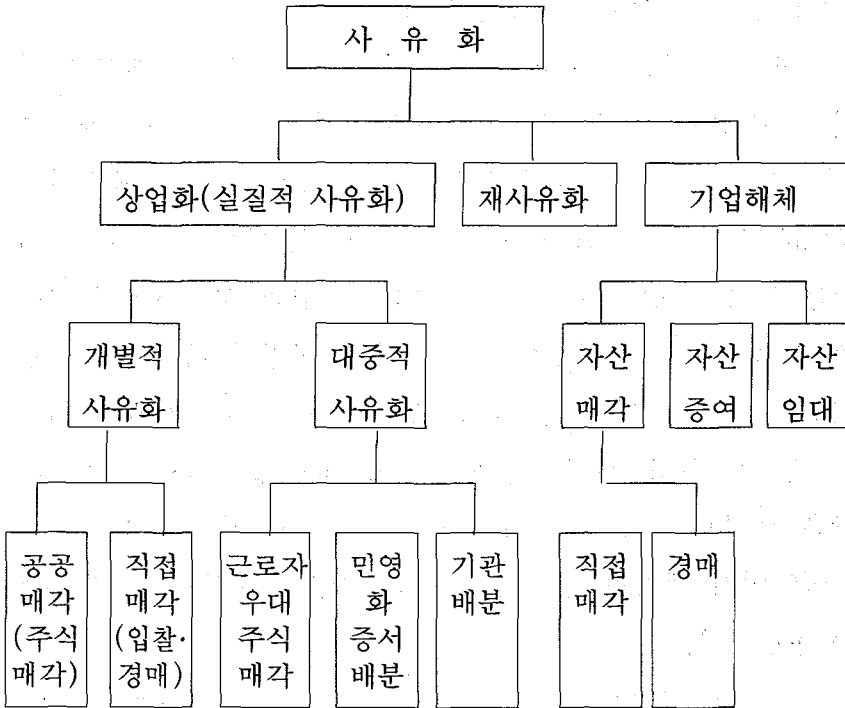 사 유 화
상업화(실질적 사유화)
재사유화
기업해체
개별적
사유화
대중적
사유화
자산
매각
자산
증여
자산
임대
공공
매각
(주식
매각)
직접
매각
(입찰·
경매)
근로자
우대
주식
매각
민영
화
증서
배분
기관
배분
직접
매각
경매